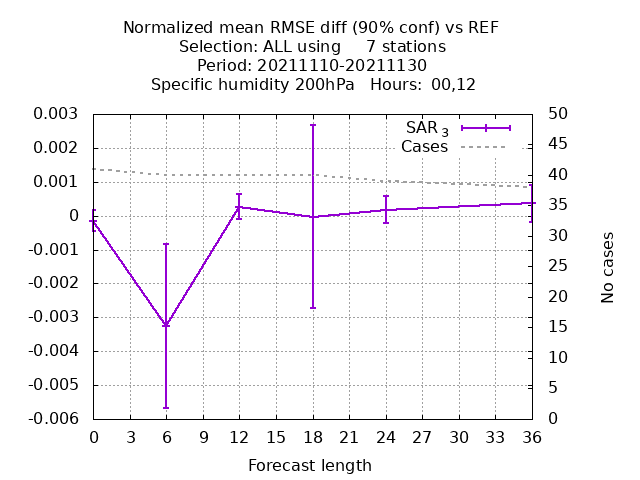 Normalized mean RMSE diff (90% conf) vs REF
Selection: ALL using     7 stations
Period: 20211110-20211130
Specific humidity 200hPa   Hours:  00,12
0.003
0.002
0.001
0
-0.001
-0.002
-0.003
-0.004
-0.005
-0.006
SAR 3
Cases
50
45
40
35
30
25
20
15
10
5
0
No cases
0 3 6 9 12 15 18 21 24 27 30 33 36
Forecast length